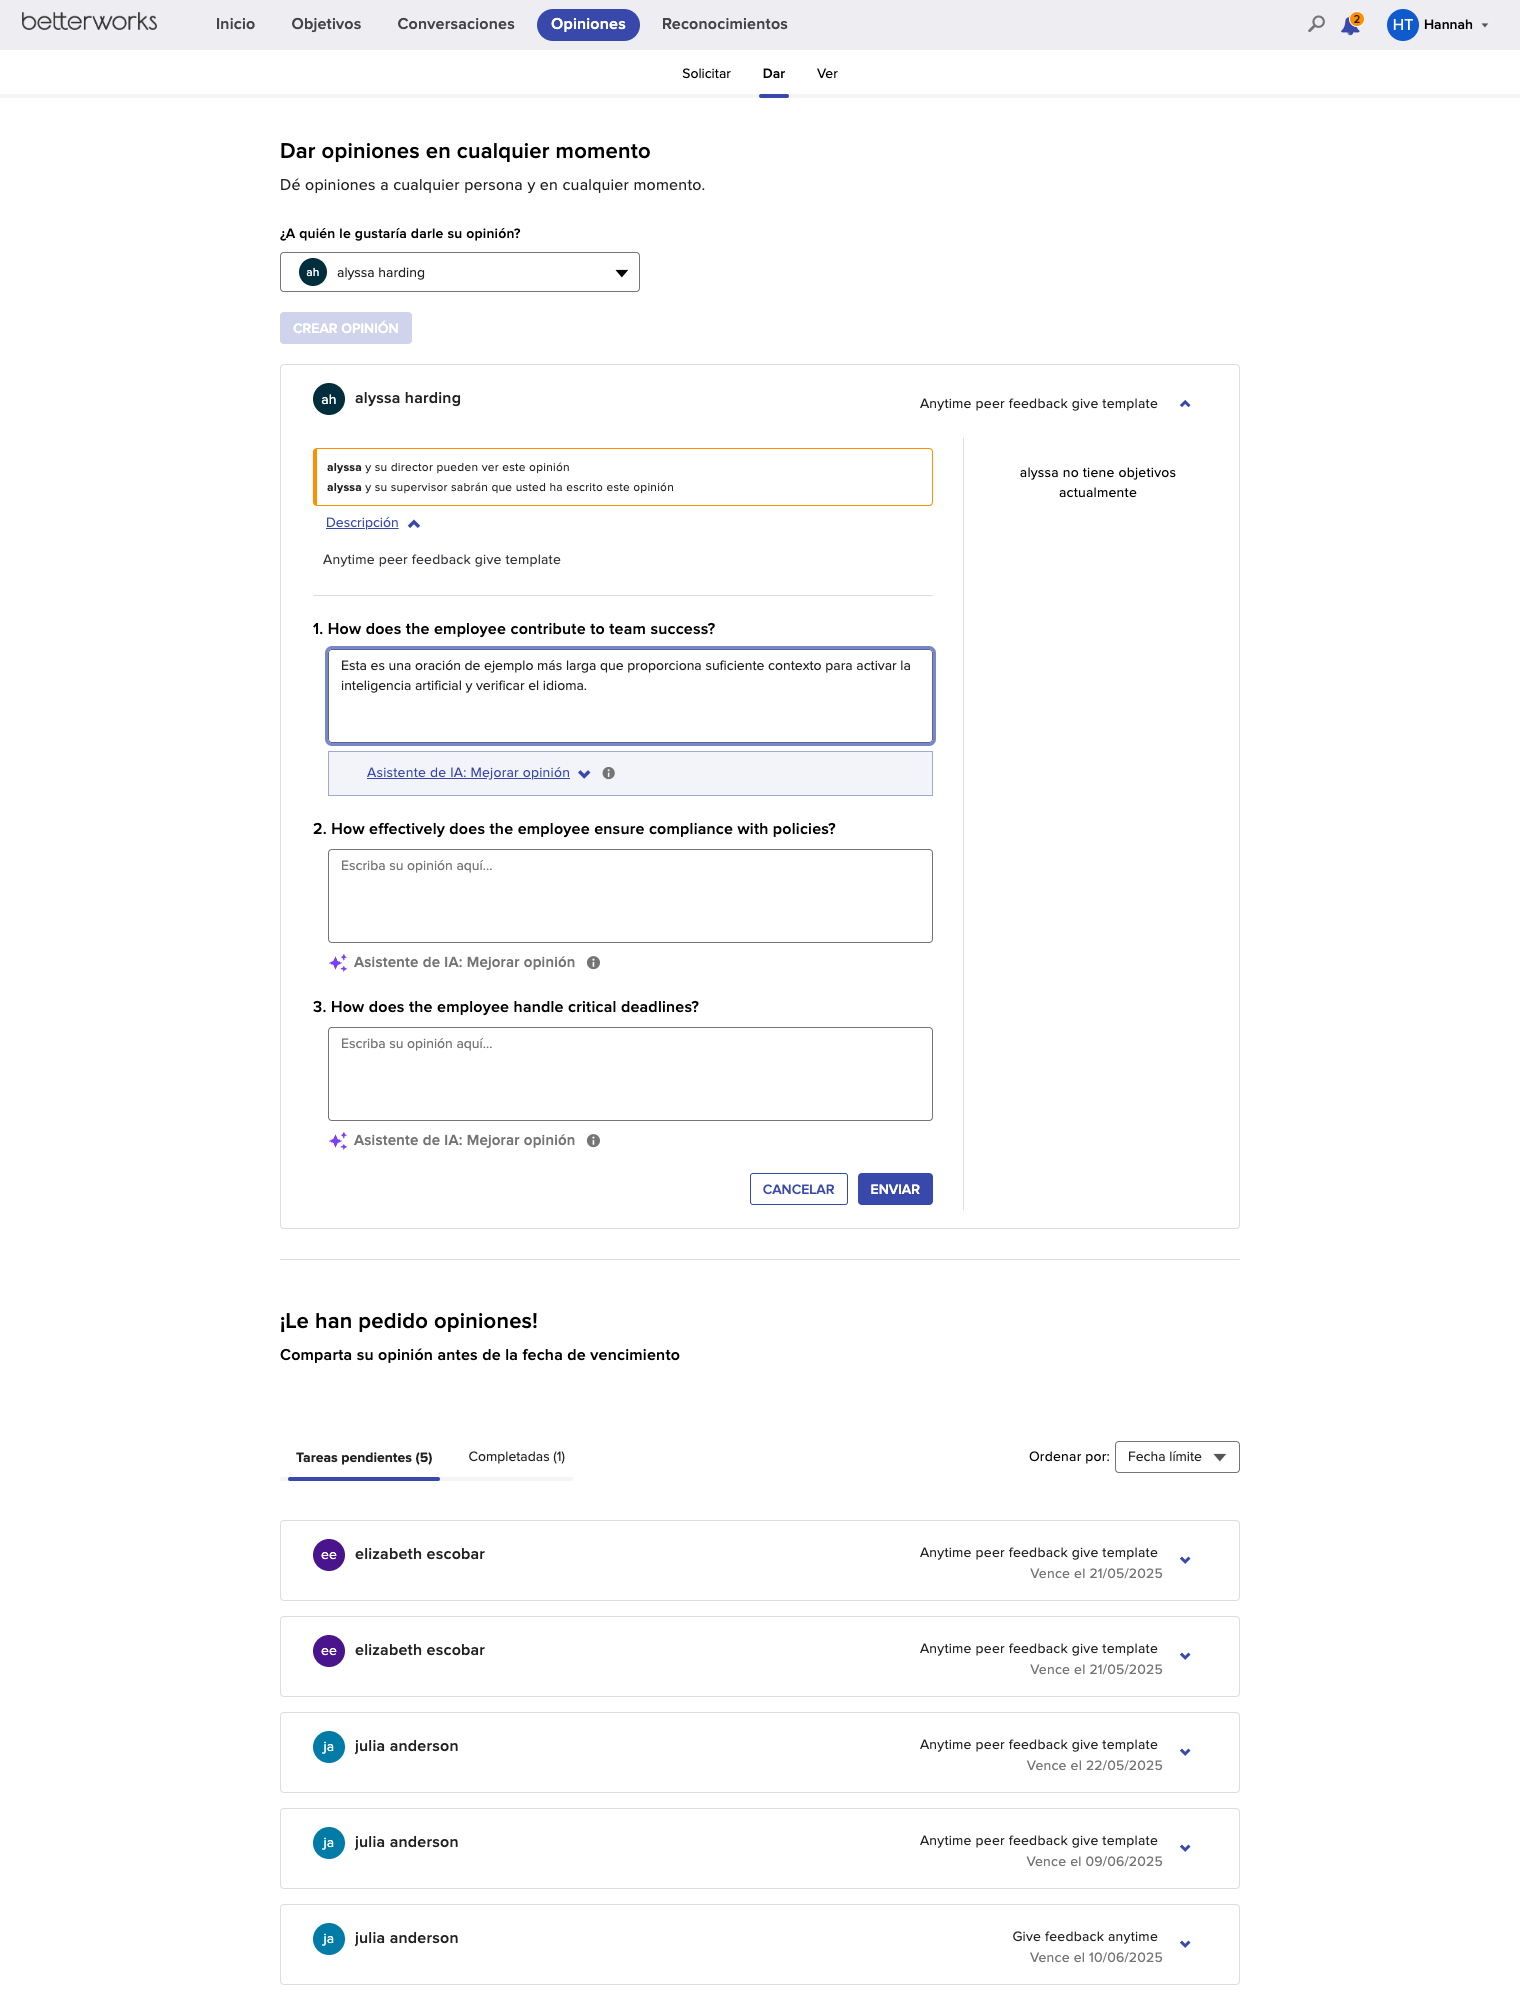 betterworks
Inicio
Objetivos
Conversaciones
Opiniones
Reconocimientos
2
HT
Hannah
Solicitar
Dar
Ver
Dar opiniones en cualquier momento
Dé opiniones a cualquier persona y en cualquier momento.
¿A quién le gustaría darle su opinión?
ah
alyssa harding
CREAR OPINIÓN
ah
alyssa harding
Anytime peer feedback give template
alyssa y su director pueden ver este opinión
alyssa y su supervisor sabrán que usted ha escrito este opinión
alyssa no tiene objetivos
actualmente
Descripción
Anytime peer feedback give template
1. How does the employee contribute to team success?
Esta es una oración de ejemplo más larga que proporciona suficiente contexto para activar la
inteligencia artificial y verificar el idioma.
Asistente de IA: Mejorar opinión
2. How effectively does the employee ensure compliance with policies?
Escriba su opinión aquí...
Asistente de IA: Mejorar opinión
3. How does the employee handle critical deadlines?
Escriba su opinión aquí...
Asistente de IA: Mejorar opinión
CANCELAR
ENVIAR
¡Le han pedido opiniones!
Comparta su opinión antes de la fecha de vencimiento
Tareas pendientes (5)
Completadas (1)
Ordenar por:
Fecha límite
ee
elizabeth escobar
Anytime peer feedback give template
Vence el 21/05/2025
ee
elizabeth escobar
Anytime peer feedback give template
Vence el 21/05/2025
ja
julia anderson
Anytime peer feedback give template
Vence el 22/05/2025
ja
julia anderson
Anytime peer feedback give template
Vence el 09/06/2025
ja
julia anderson
Give feedback anytime
Vence el 10/06/2025